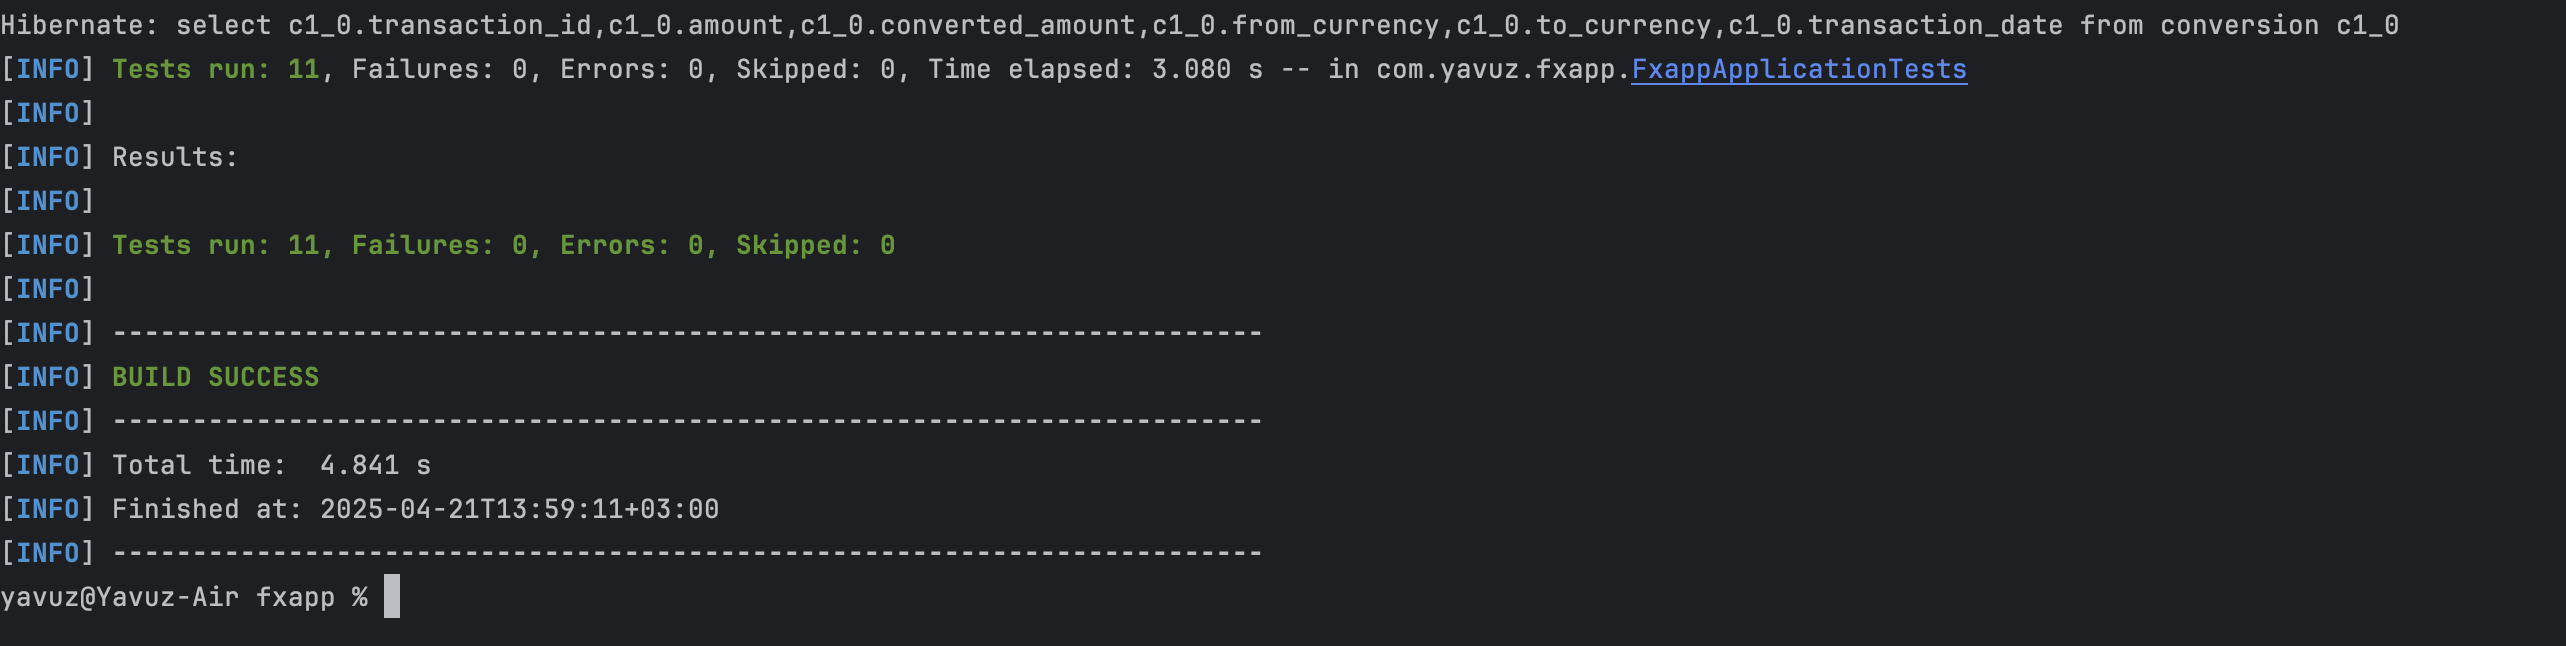 Hibernate: select c1_0.transaction_id,c1_0.amount,c1_0.converted_amount,c1_0.from_currency,c1_0.to_currency,c1_0.transaction_date from conversion c1_0
[INFO] Tests run: 11, Failures: 0, Errors: 0, Skipped: 0, Time elapsed: 3.080 s -- in com.yavuz.fxapp.FxappApplicationTests
[INFO]
[INFO] Results:
[INFO]
[INFO] Tests run: 11, Failures: 0, Errors: 0, Skipped: 0
[INFO]
[INFO] ------------------------------------------------------------------------
[INFO] BUILD SUCCESS
[INFO] ------------------------------------------------------------------------
[INFO] Total time:  4.841 s
[INFO] Finished at: 2025-04-21T13:59:11+03:00
[INFO] ------------------------------------------------------------------------
yavuz@Yavuz-Air fxapp %